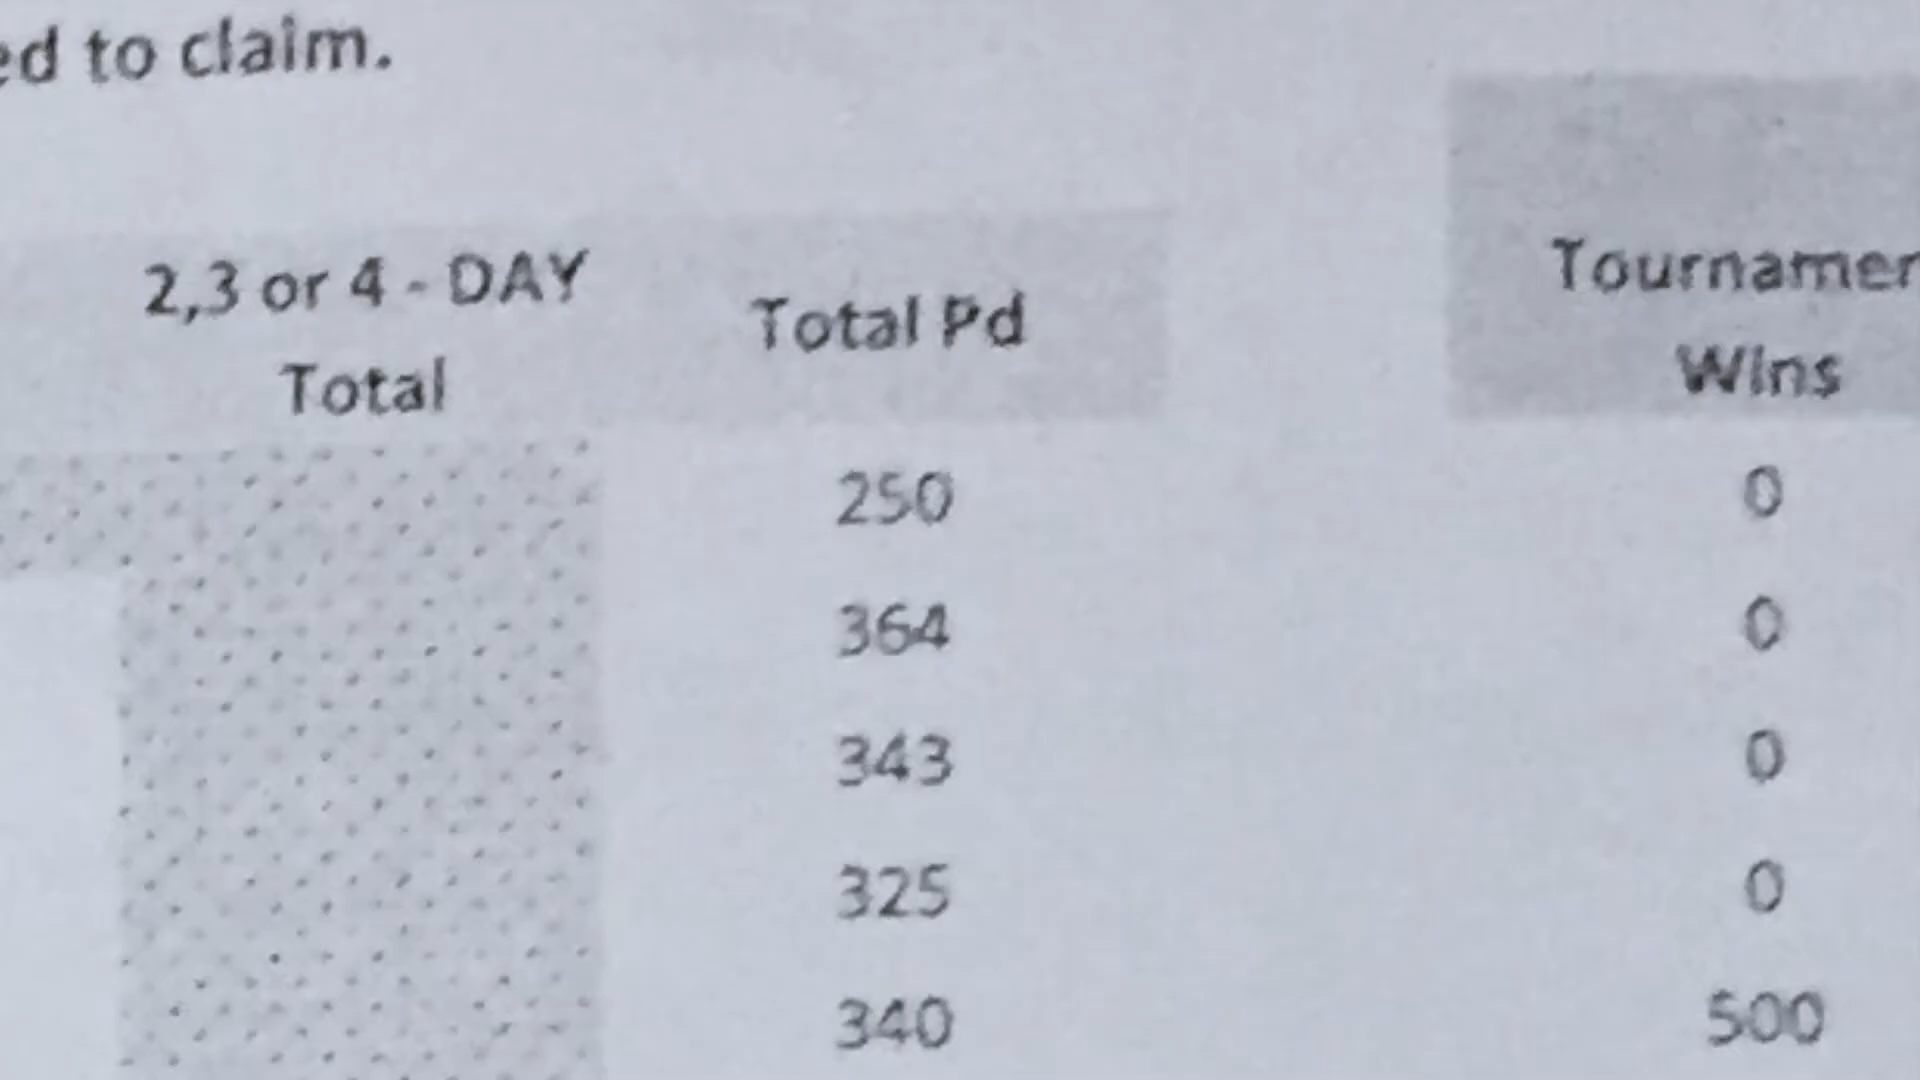 ed to claim.
2,3 or 4 - DAY
Total
Total Pd
Tournamen
Wins
250 0
364 0
343 0
325 0
340 500